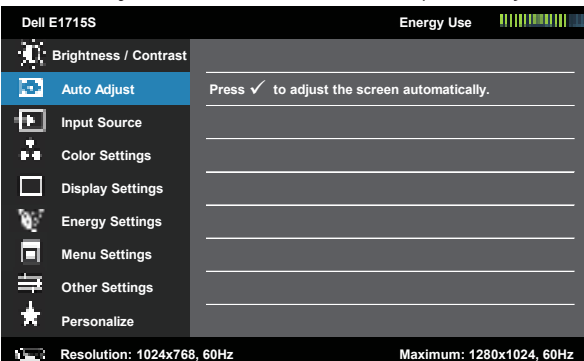 Dell E1715S Energy Use
Brightness / Contrast
Auto Adjust Press ✓ to adjust the screen automatically.
Input Source
Color Settings
Display Settings
Energy Settings
Menu Settings
Other Settings
Personalize
Resolution: 1024x768, 60Hz Maximum: 1280x1024, 60Hz